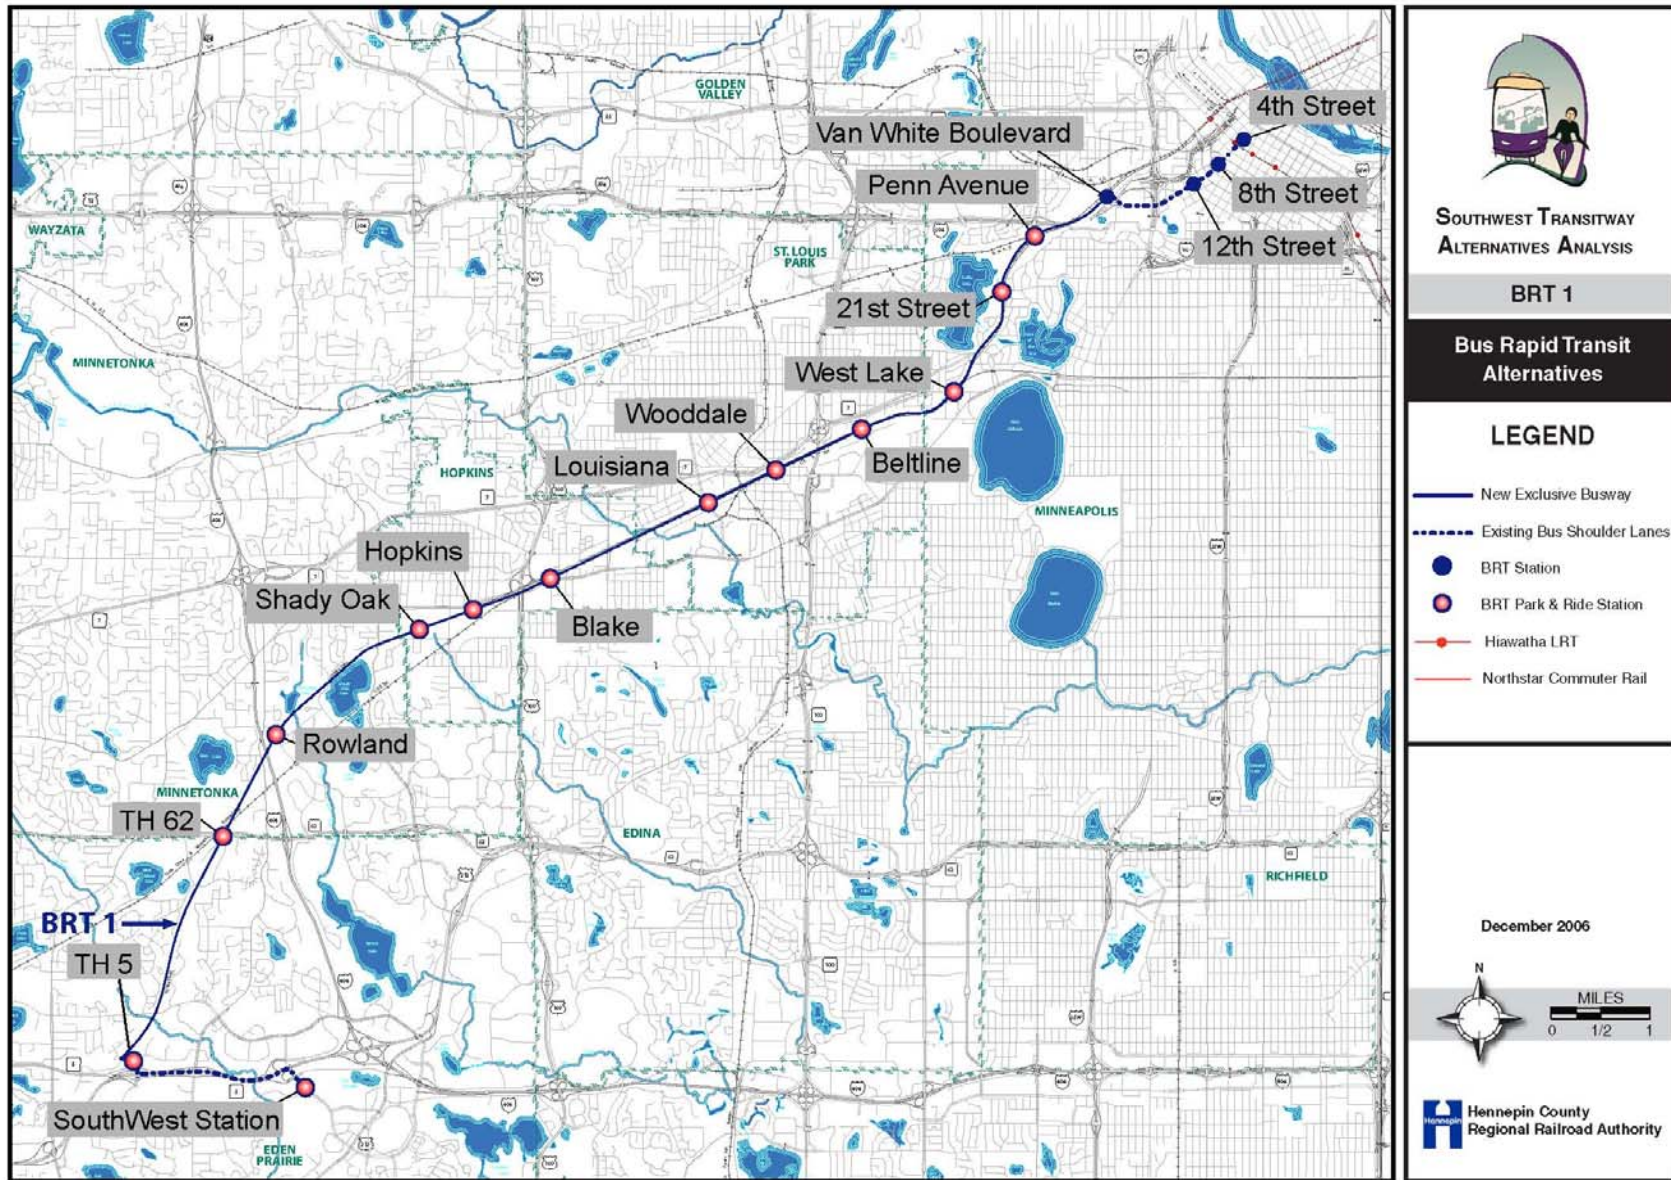 GOLDEN
VALLEY
4th Street
Van White Boulevard
Penn Avenue
8th Street
WAYZATA
ST. LOUIS
PARK
12th Street
21st Street
MINNETONKA
West Lake
Wooddale
HOPKINS
Louisiana
Beltline
MINNEAPOLIS
Hopkins
Shady Oak
Blake
Rowland
MINNETONKA
TH 62
EDINA
RICHFIELD
BRT 1
TH 5
SouthWest Station
EDEN
PRAIRIE
SOUTHWEST TRANSITWAY
ALTERNATIVES ANALYSIS
BRT 1
Bus Rapid Transit
Alternatives
LEGEND
New Exclusive Busway
Existing Bus Shoulder Lanes
BRT Station
BRT Park & Ride Station
Hiawatha LRT
Northstar Commuter Rail
December 2006
N
MILES
0 1/2 1
Hennepin
Hennepin County
Regional Railroad Authority